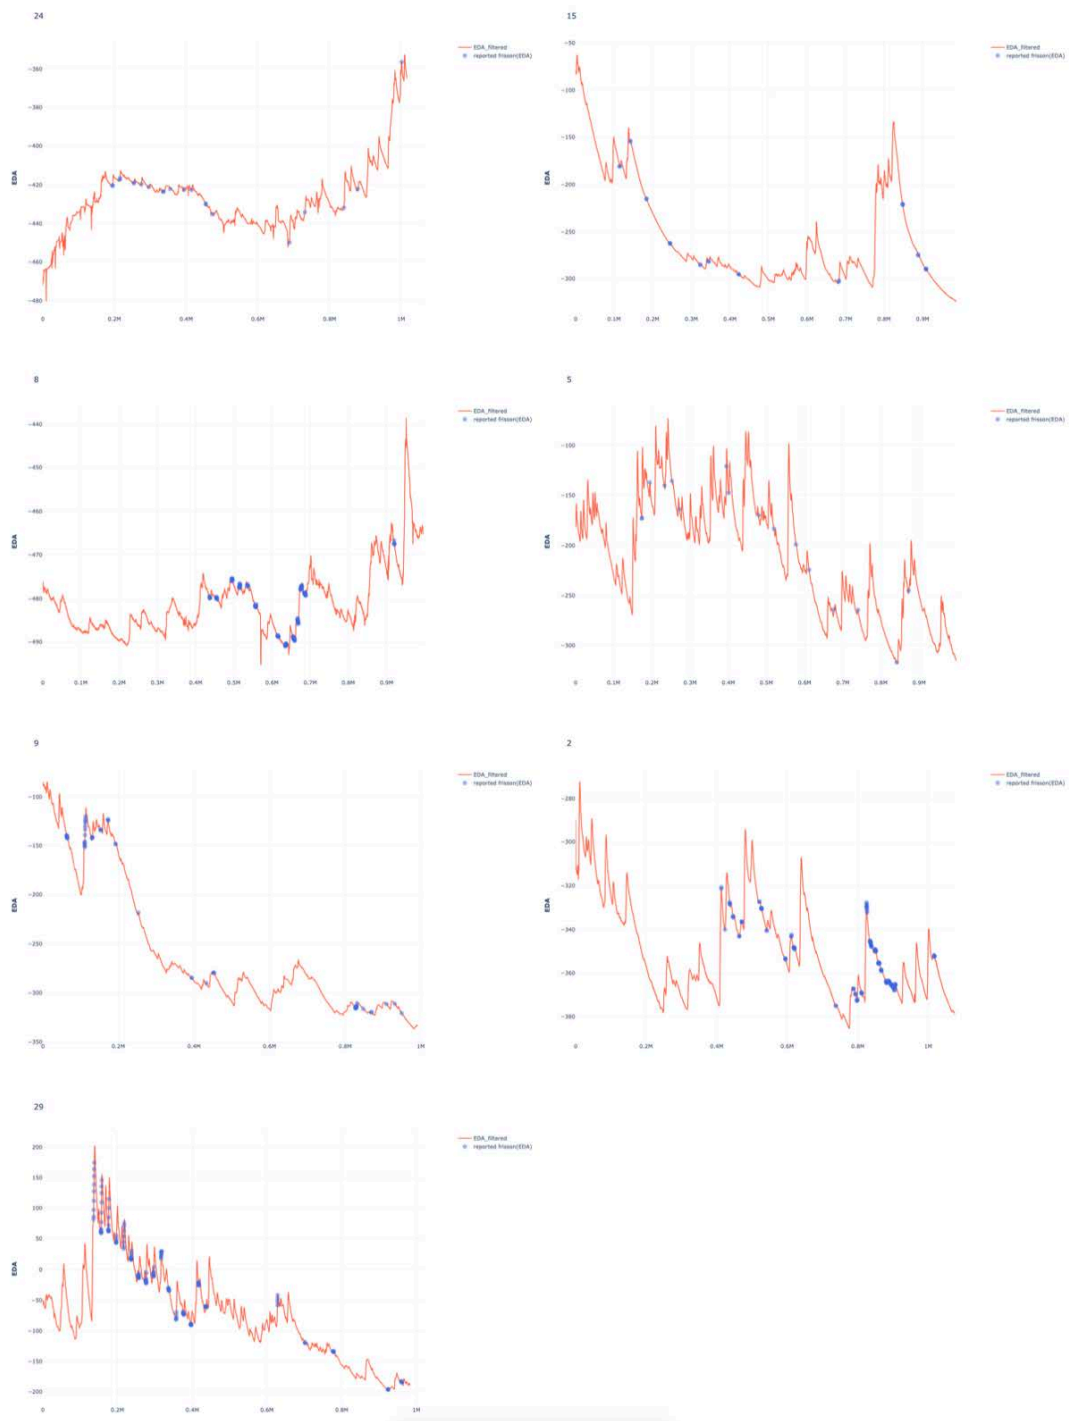 24
EDA_filtered
reported frisson(EDA)
−360
−380
−400
−420
−440
−460
−480
EDA
0
0.2M
0.4M
0.6M
0.8M
1M
15
EDA_filtered
reported frisson(EDA)
−50
−100
−150
−200
−250
−300
EDA
0
0.1M
0.2M
0.3M
0.4M
0.5M
0.6M
0.7M
0.8M
0.9M
8
EDA_filtered
reported frisson(EDA)
−440
−450
−460
−470
−480
−490
EDA
0
0.1M
0.2M
0.3M
0.4M
0.5M
0.6M
0.7M
0.8M
0.9M
5
EDA_filtered
reported frisson(EDA)
−100
−150
−200
−250
−300
EDA
0
0.1M
0.2M
0.3M
0.4M
0.5M
0.6M
0.7M
0.8M
0.9M
9
EDA_filtered
reported frisson(EDA)
−100
−150
−200
−250
−300
−350
EDA
0
0.2M
0.4M
0.6M
0.8M
1M
2
EDA_filtered
reported frisson(EDA)
−280
−300
−320
−340
−360
−380
EDA
0
0.2M
0.4M
0.6M
0.8M
1M
29
EDA_filtered
reported frisson(EDA)
200
150
100
50
0
−50
−100
−150
−200
EDA
0
0.2M
0.4M
0.6M
0.8M
1M